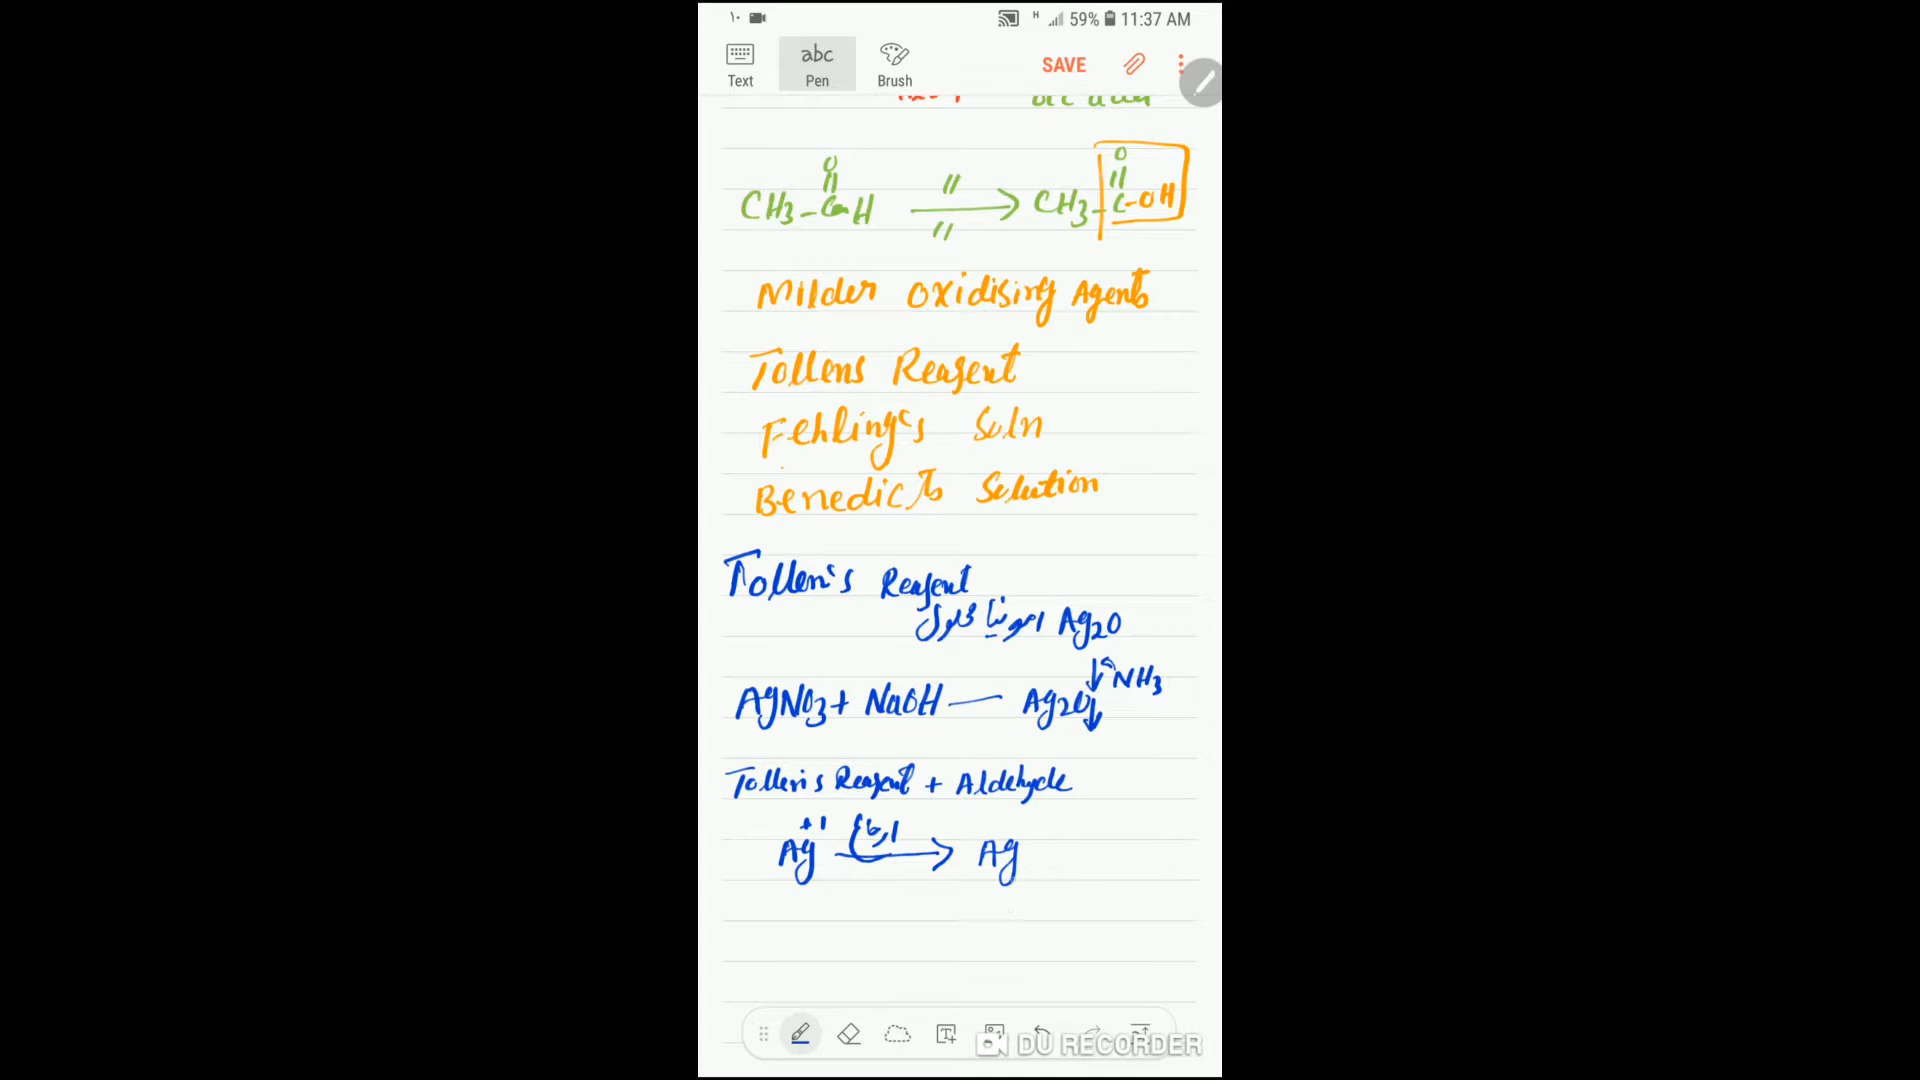 59% 11:37 AM
Text abc Pen Brush SAVE
O O
CH3-C-H // // → CH3-C-OH
Milder Oxidising Agents
Tollens Reagent
Fehling's Soln
Benedict's Solution
Tollen's Reagent
Ag2O امونیا محلول
NH3
AgNO3 + NaOH — Ag2O↓
Tollen's Reagent + Aldehyde
+1
Ag → Ag
DU RECORDER